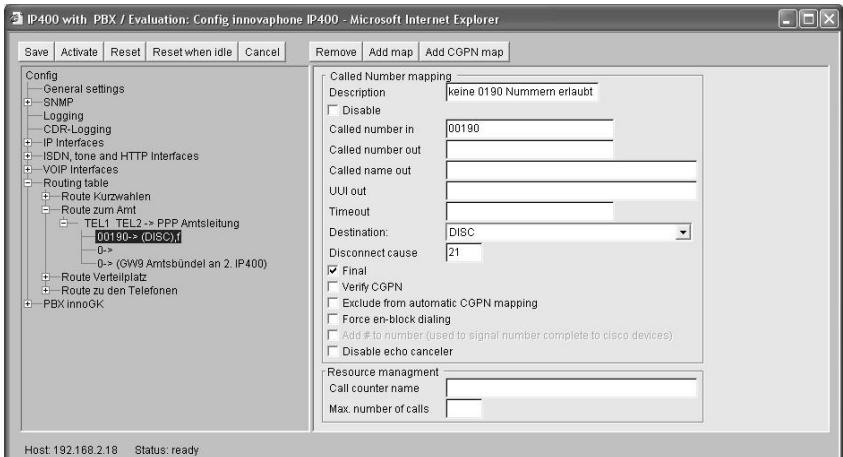 IP400 with PBX / Evaluation: Config innovaphone IP400 - Microsoft Internet Explorer
Save Activate Reset Reset when idle Cancel Remove Add map Add CGPN map
Config
General settings
SNMP
Logging
CDR-Logging
IP Interfaces
ISDN, tone and HTTP Interfaces
VOIP Interfaces
Routing table
Route Kurzwahlen
Route zum Amt
TEL1 TEL2 -> PPP Amtsleitung
00190-> (DISC),f
0->
0-> (GW9 Amtsbündel an 2. IP400)
Route Verteilplatz
Route zu den Telefonen
PBX innoGK
Called Number mapping
Description keine 0190 Nummern erlaubt
Disable
Called number in 00190
Called number out
Called name out
UUI out
Timeout
Destination: DISC
Disconnect cause 21
Final
Verify CGPN
Exclude from automatic CGPN mapping
Force en-block dialing
Add # to number (used to signal number complete to cisco devices)
Disable echo canceler
Resource managment
Call counter name
Max. number of calls
Host: 192.168.2.18 Status: ready